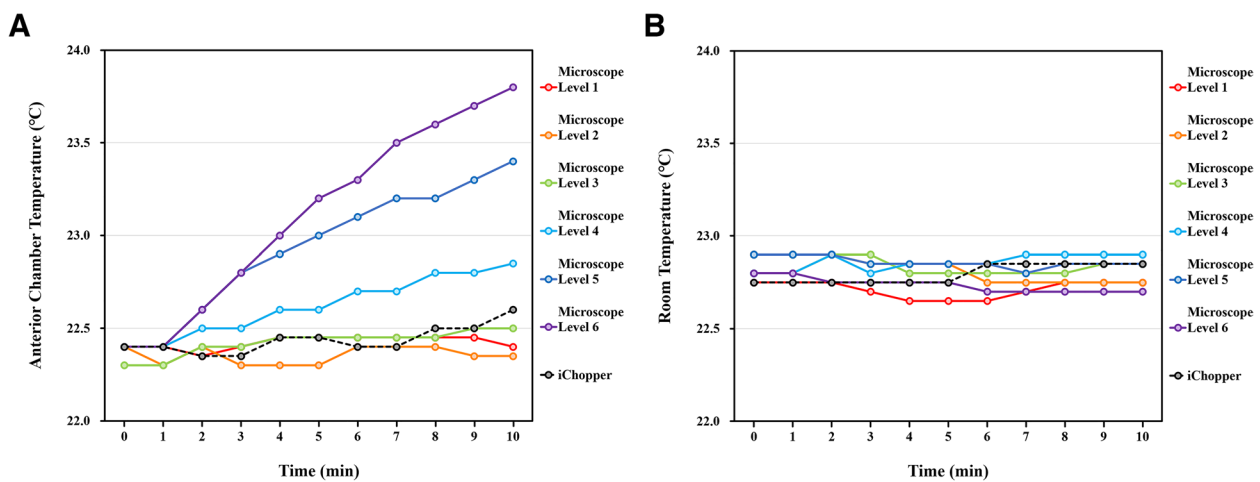 A
24.0
23.5
23.0
22.5
22.0
Anterior Chamber Temperature (℃)
0 1 2 3 4 5 6 7 8 9 10
Time (min)
Microscope
Level 1
Microscope
Level 2
Microscope
Level 3
Microscope
Level 4
Microscope
Level 5
Microscope
Level 6
iChopper
B
24.0
23.5
23.0
22.5
22.0
Room Temperature (℃)
0 1 2 3 4 5 6 7 8 9 10
Time (min)
Microscope
Level 1
Microscope
Level 2
Microscope
Level 3
Microscope
Level 4
Microscope
Level 5
Microscope
Level 6
iChopper